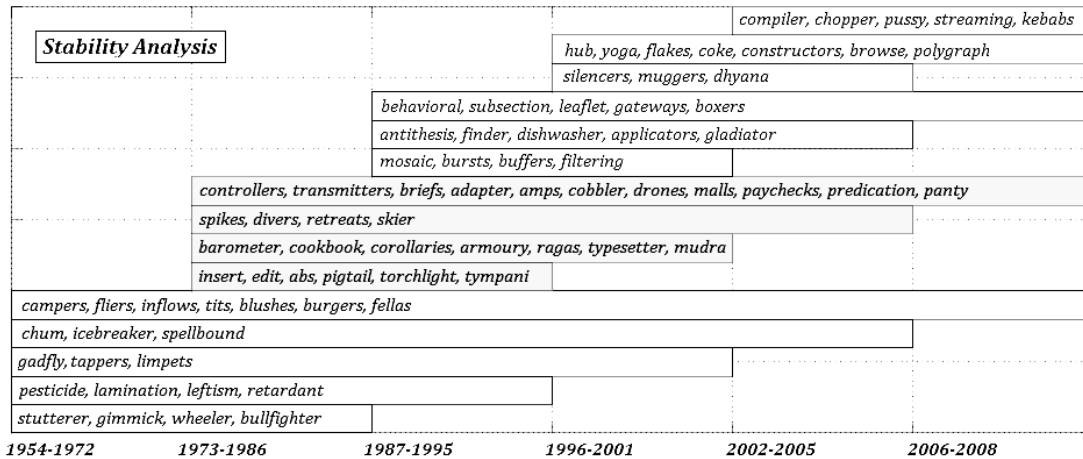 compiler, chopper, pussy, streaming, kebabs
Stability Analysis
hub, yoga, flakes, coke, constructors, browse, polygraph
silencers, muggers, dhyana
behavioral, subsection, leaflet, gateways, boxers
antithesis, finder, dishwasher, applicators, gladiator
mosaic, bursts, buffers, filtering
controllers, transmitters, briefs, adapter, amps, cobbler, drones, malls, paychecks, predication, panty
spikes, divers, retreats, skier
barometer, cookbook, corollaries, armoury, ragas, typesetter, mudra
insert, edit, abs, pigtail, torchlight, tympani
campers, fliers, inflows, tits, blushes, burgers, fellas
chum, icebreaker, spellbound
gadfly, tappers, limpets
pesticide, lamination, leftism, retardant
stutterer, gimmick, wheeler, bullfighter
1954-1972 1973-1986 1987-1995 1996-2001 2002-2005 2006-2008